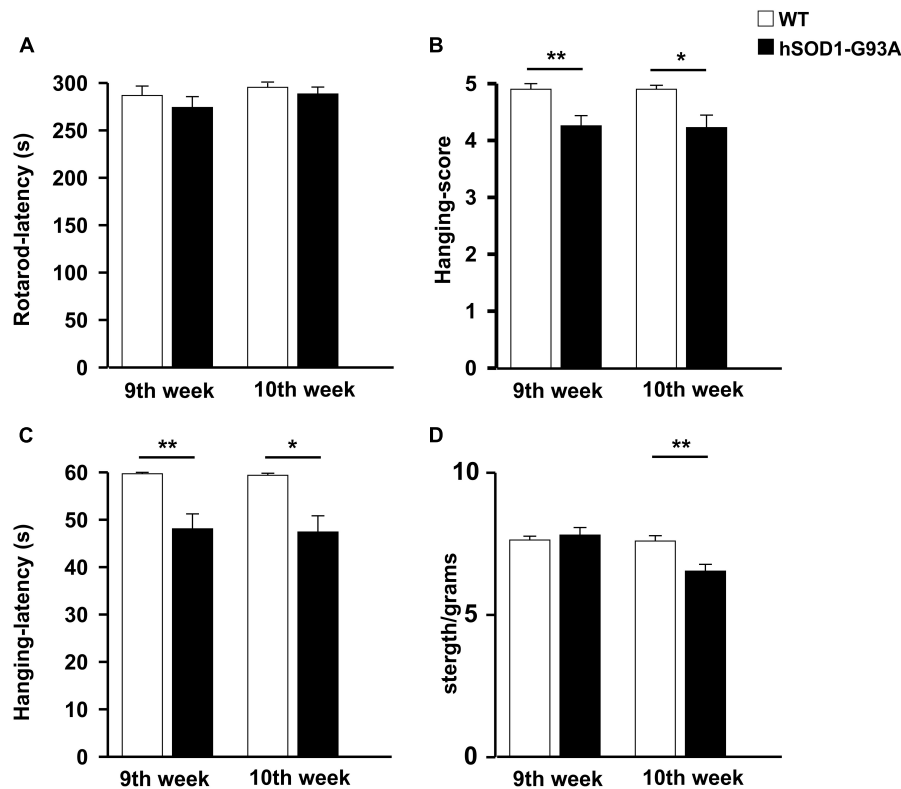 WT
hSOD1-G93A
A
Rotarod-latency (s)
300
250
200
150
100
50
0
9th week
10th week
B
Hanging-score
5
4
3
2
1
0
**
*
9th week
10th week
C
Hanging-latency (s)
60
50
40
30
20
10
0
**
*
9th week
10th week
D
stergth/grams
10
5
0
**
9th week
10th week